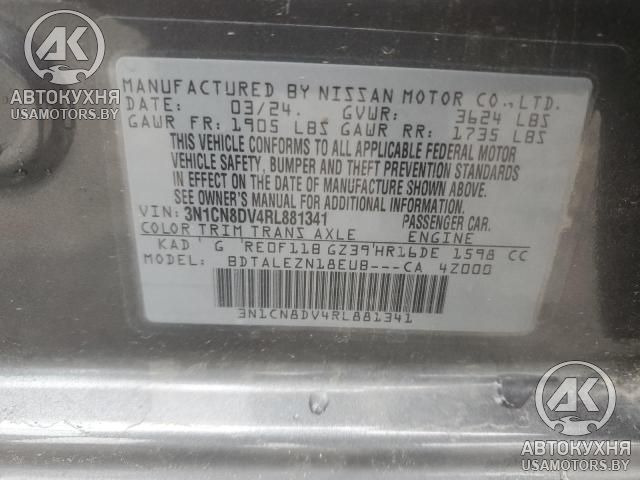 AK
АВТОКУХНЯ
USAMOTORS.BY
MANUFACTURED BY NISSAN MOTOR CO., LTD.
DATE: 03/24. GVWR: 3624 LBS
GAWR FR: 1905 LBS GAWR RR: 1735 LBS
THIS VEHICLE CONFORMS TO ALL APPLICABLE FEDERAL MOTOR
VEHICLE SAFETY, BUMPER AND THEFT PREVENTION STANDARDS
IN EFFECT ON THE DATE OF MANUFACTURE SHOWN ABOVE.
SEE OWNER'S MANUAL FOR ADDITIONAL INFORMATION.
VIN: 3N1CN8DV4RL881341 PASSENGER CAR.
COLOR TRIM TRANS AXLE ENGINE
KAD G RE0F11B GZ39 HR16DE 1598 CC
MODEL: BDTALEZN18EUB---CA 4Z000
3N1CN8DV4RL881341
AK
АВТОКУХНЯ
USAMOTORS.BY